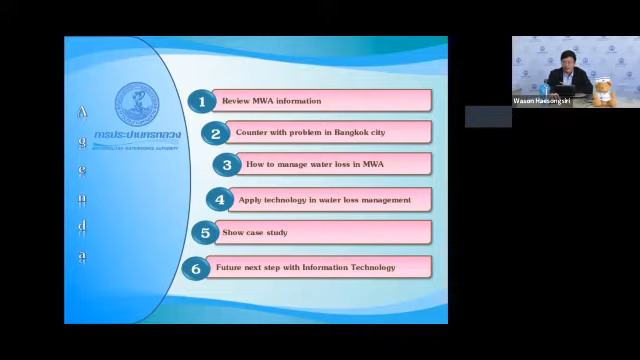 Agenda
การประปานครหลวง
METROPOLITAN WATERWORKS AUTHORITY
1 Review MWA information
2 Counter with problem in Bangkok city
3 How to manage water loss in MWA
4 Apply technology in water loss management
5 Show case study
6 Future next step with Information Technology
Wason Haesongsiri